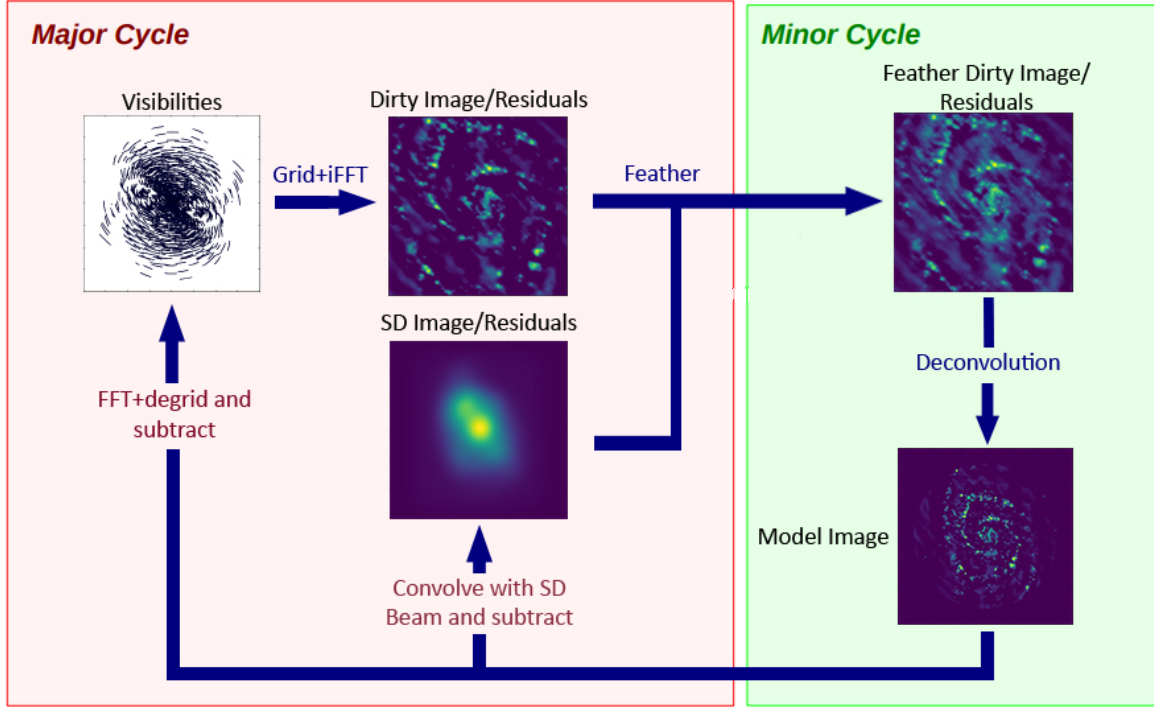 Major Cycle
Visibilities
Grid+iFFT
Dirty Image/Residuals
Feather
SD Image/Residuals
FFT+degrid and
subtract
Convolve with SD
Beam and subtract
Minor Cycle
Feather Dirty Image/
Residuals
Deconvolution
Model Image